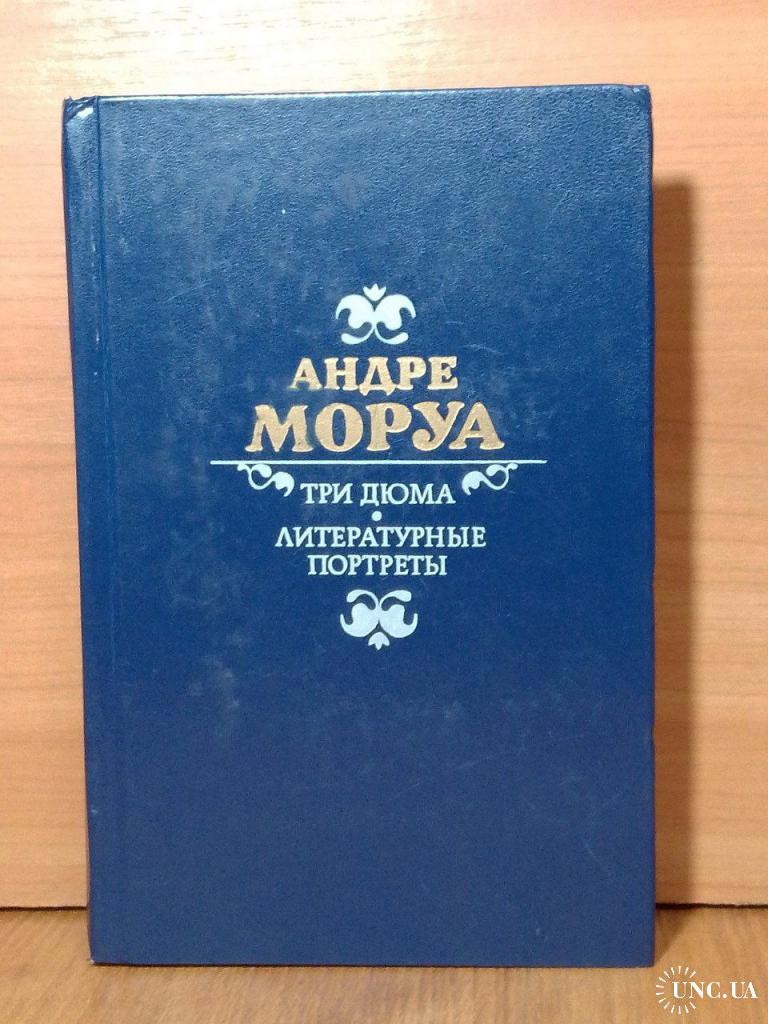 АНДРЕ
МОРУА
ТРИ ДЮМА
•
ЛИТЕРАТУРНЫЕ
ПОРТРЕТЫ
UNC.UA